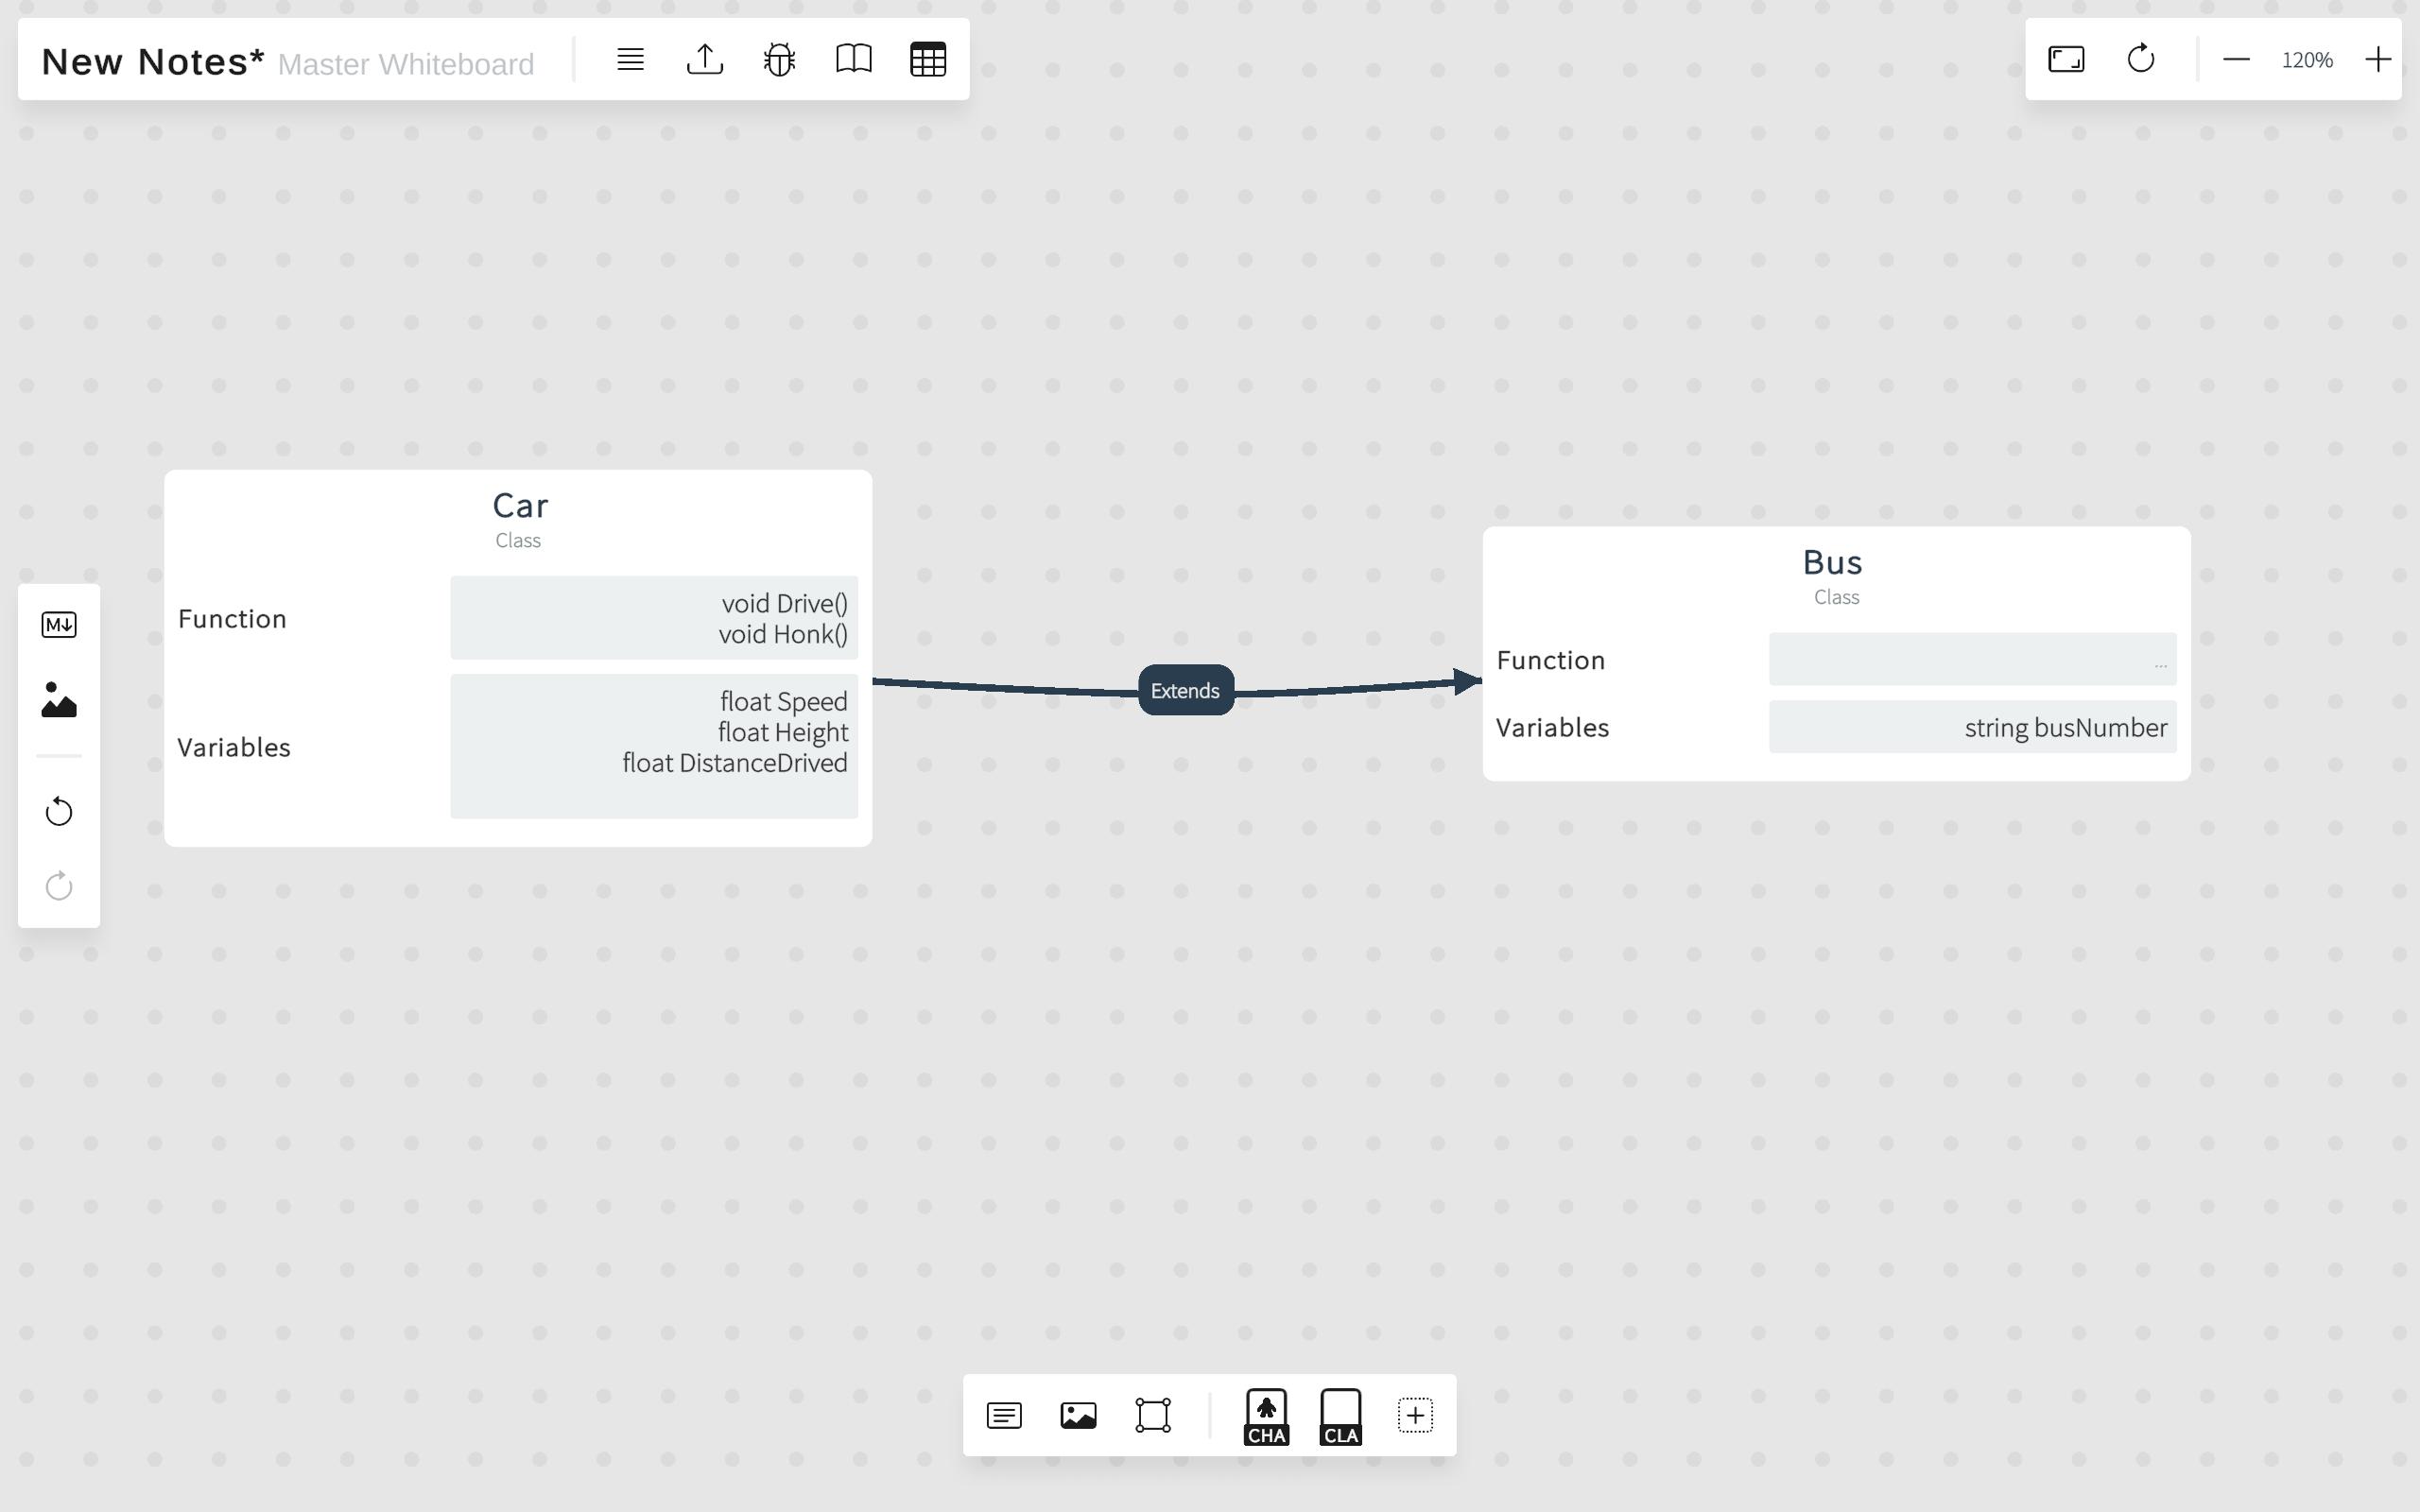 New Notes* Master Whiteboard
120%
Car
Class
Function
void Drive()
void Honk()
Variables
float Speed
float Height
float DistanceDrived
Extends
Bus
Class
Function
...
Variables
string busNumber
M↓
CHA
CLA